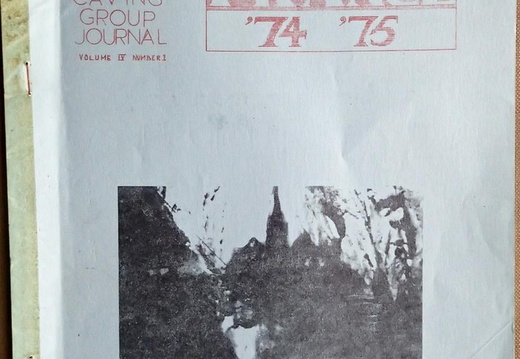 CAVING
GROUP
JOURNAL
VOLUME IV NUMBER 1
'74 '75